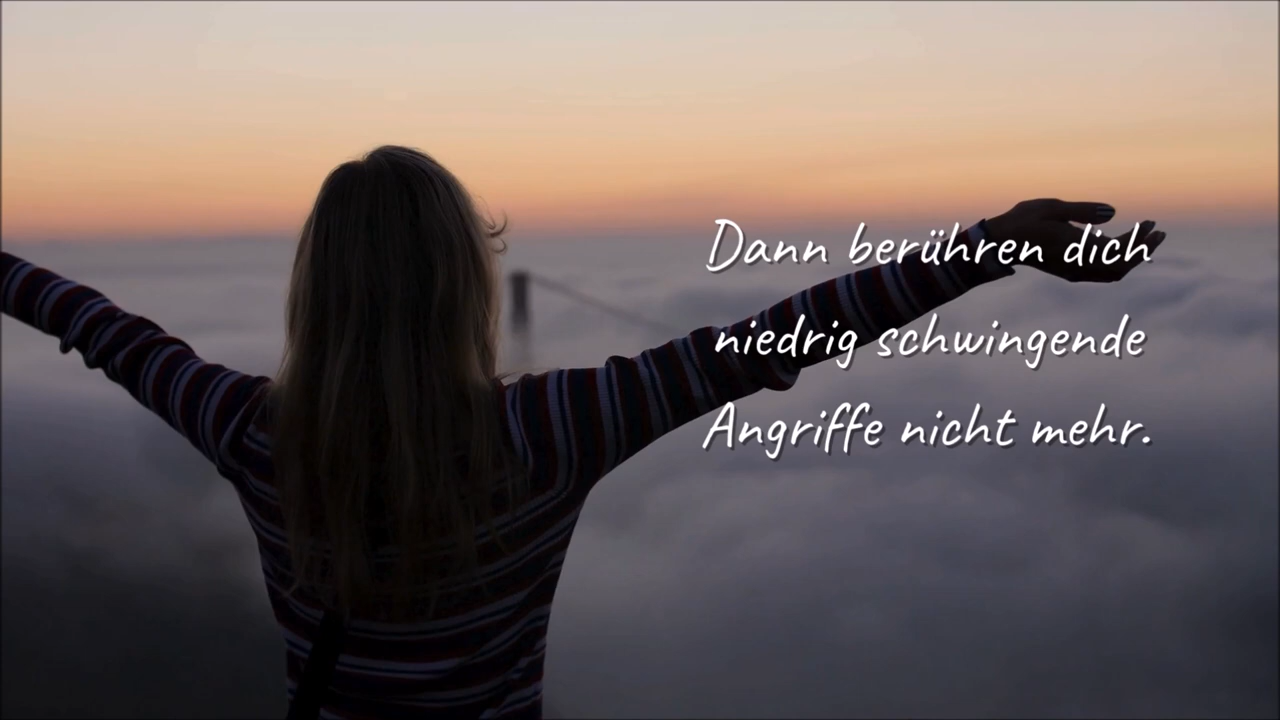 Dann berühren dich
niedrig schwingende
Angriffe nicht mehr.